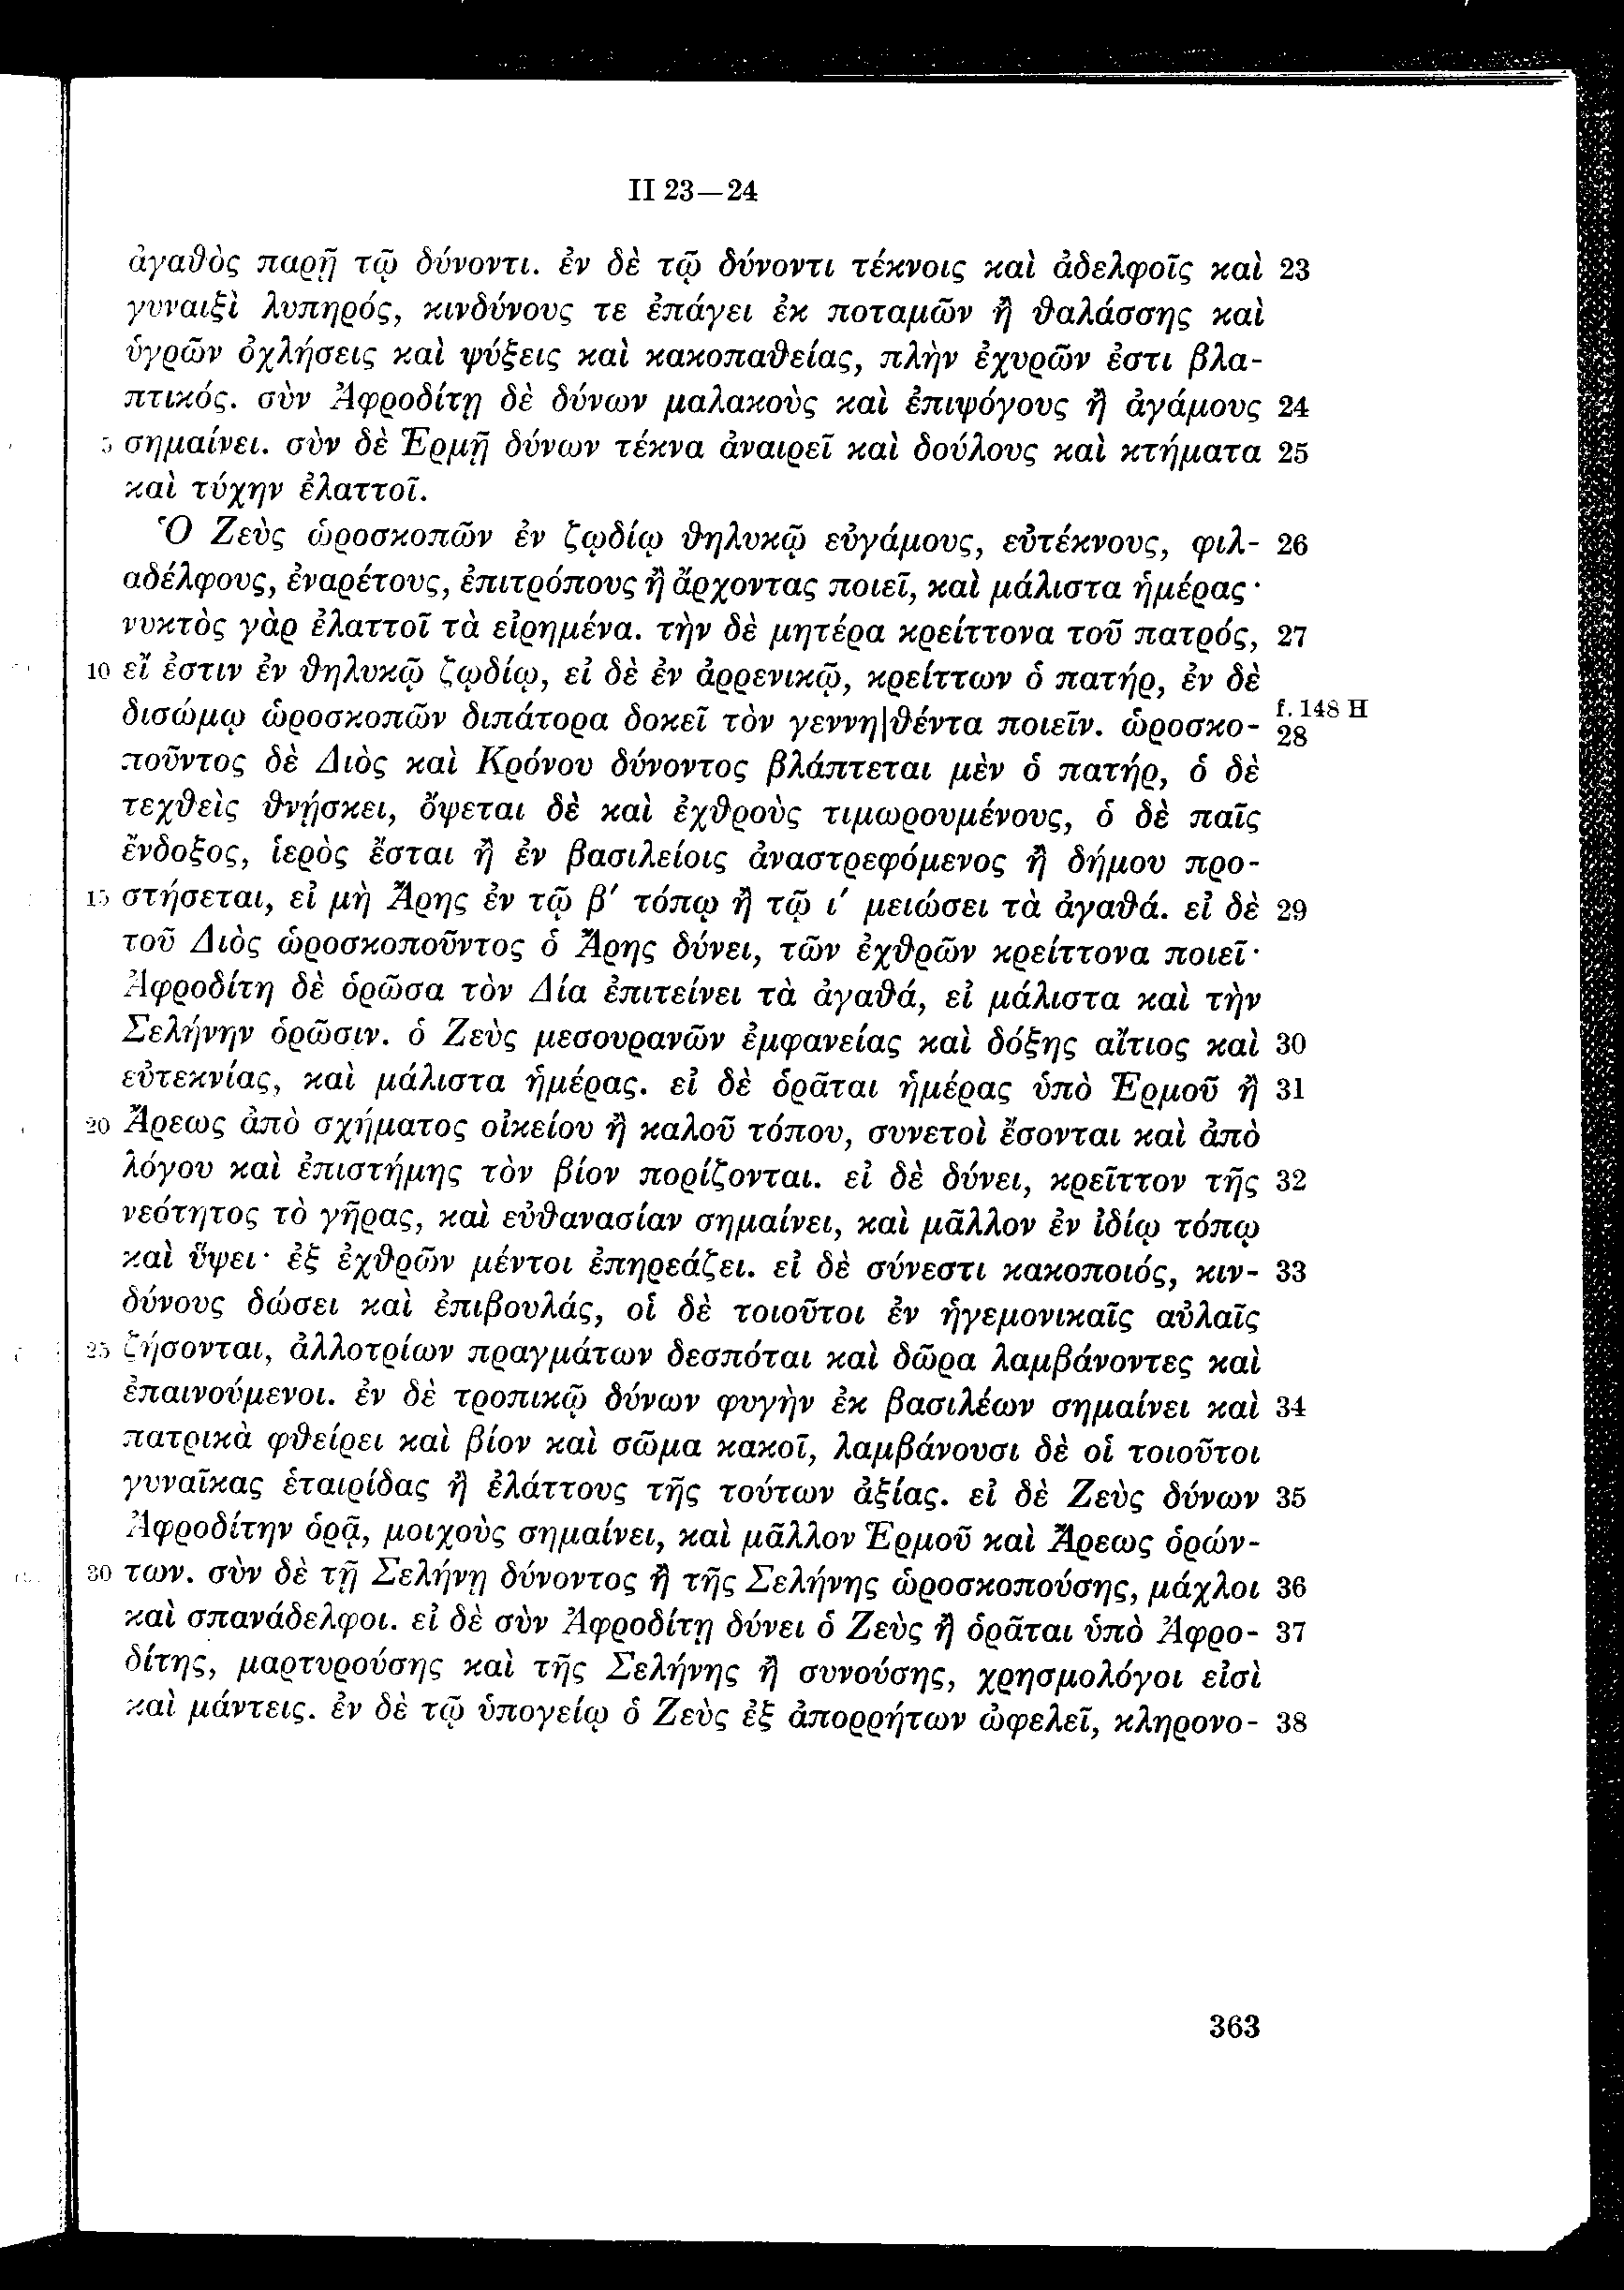 II 23—24
ἀγαθὸς παρῇ τῷ δύνοντι. ἐν δὲ τῷ δύνοντι τέκνοις καὶ ἀδελφοῖς καὶ 23
γυναιξὶ λυπηρός, κινδύνους τε ἐπάγει ἐκ ποταμῶν ἢ θαλάσσης καὶ
ὑγρῶν ὀχλήσεις καὶ ψύξεις καὶ κακοπαθείας, πλὴν ἐχυρῶν ἐστι βλα-
πτικός. σὺν Ἀφροδίτῃ δὲ δύνων μαλακοὺς καὶ ἐπιψόγους ἢ ἀγάμους 24
5 σημαίνει. σὺν δὲ Ἑρμῇ δύνων τέκνα ἀναιρεῖ καὶ δούλους καὶ κτήματα 25
καὶ τύχην ἐλαττοῖ.
Ὁ Ζεὺς ὡροσκοπῶν ἐν ζῳδίῳ θηλυκῷ εὐγάμους, εὐτέκνους, φιλ- 26
αδέλφους, ἐναρέτους, ἐπιτρόπους ἢ ἄρχοντας ποιεῖ, καὶ μάλιστα ἡμέρας·
νυκτὸς γὰρ ἐλαττοῖ τὰ εἰρημένα. τὴν δὲ μητέρα κρείττονα τοῦ πατρός, 27
10 εἴ ἐστιν ἐν θηλυκῷ ζῳδίῳ, εἰ δὲ ἐν ἀρρενικῷ, κρείττων ὁ πατήρ, ἐν δὲ
δισώμῳ ὡροσκοπῶν διπάτορα δοκεῖ τὸν γεννη|θέντα ποιεῖν. ὡροσκο- f. 148 H 28
ποῦντος δὲ Διὸς καὶ Κρόνου δύνοντος βλάπτεται μὲν ὁ πατήρ, ὁ δὲ
τεχθεὶς θνῄσκει, ὄψεται δὲ καὶ ἐχθροὺς τιμωρουμένους, ὁ δὲ παῖς
ἔνδοξος, ἱερὸς ἔσται ἢ ἐν βασιλείοις ἀναστρεφόμενος ἢ δήμου προ-
15 στήσεται, εἰ μὴ Ἄρης ἐν τῷ β′ τόπῳ ἢ τῷ ι′ μειώσει τὰ ἀγαθά. εἰ δὲ 29
τοῦ Διὸς ὡροσκοποῦντος ὁ Ἄρης δύνει, τῶν ἐχθρῶν κρείττονα ποιεῖ·
Ἀφροδίτη δὲ ὁρῶσα τὸν Δία ἐπιτείνει τὰ ἀγαθά, εἰ μάλιστα καὶ τὴν
Σελήνην ὁρῶσιν. ὁ Ζεὺς μεσουρανῶν ἐμφανείας καὶ δόξης αἴτιος καὶ 30
εὐτεκνίας, καὶ μάλιστα ἡμέρας. εἰ δὲ ὁρᾶται ἡμέρας ὑπὸ Ἑρμοῦ ἢ 31
20 Ἄρεως ἀπὸ σχήματος οἰκείου ἢ καλοῦ τόπου, συνετοὶ ἔσονται καὶ ἀπὸ
λόγου καὶ ἐπιστήμης τὸν βίον πορίζονται. εἰ δὲ δύνει, κρεῖττον τῆς 32
νεότητος τὸ γῆρας, καὶ εὐθανασίαν σημαίνει, καὶ μᾶλλον ἐν ἰδίῳ τόπῳ
καὶ ὕψει· ἐξ ἐχθρῶν μέντοι ἐπηρεάζει. εἰ δὲ σύνεστι κακοποιός, κιν- 33
δύνους δώσει καὶ ἐπιβουλάς, οἱ δὲ τοιοῦτοι ἐν ἡγεμονικαῖς αὐλαῖς
25 ζήσονται, ἀλλοτρίων πραγμάτων δεσπόται καὶ δῶρα λαμβάνοντες καὶ
ἐπαινούμενοι. ἐν δὲ τροπικῷ δύνων φυγὴν ἐκ βασιλέων σημαίνει καὶ 34
πατρικὰ φθείρει καὶ βίον καὶ σῶμα κακοῖ, λαμβάνουσι δὲ οἱ τοιοῦτοι
γυναῖκας ἑταιρίδας ἢ ἐλάττους τῆς τούτων ἀξίας. εἰ δὲ Ζεὺς δύνων 35
Ἀφροδίτην ὁρᾷ, μοιχοὺς σημαίνει, καὶ μᾶλλον Ἑρμοῦ καὶ Ἄρεως ὁρών-
30 των. σὺν δὲ τῇ Σελήνῃ δύνοντος ἢ τῆς Σελήνης ὡροσκοπούσης, μάχλοι 36
καὶ σπανάδελφοι. εἰ δὲ σὺν Ἀφροδίτῃ δύνει ὁ Ζεὺς ἢ ὁρᾶται ὑπὸ Ἀφρο- 37
δίτης, μαρτυρούσης καὶ τῆς Σελήνης ἢ συνούσης, χρησμολόγοι εἰσὶ
καὶ μάντεις. ἐν δὲ τῷ ὑπογείῳ ὁ Ζεὺς ἐξ ἀπορρήτων ὠφελεῖ, κληρονο- 38
363